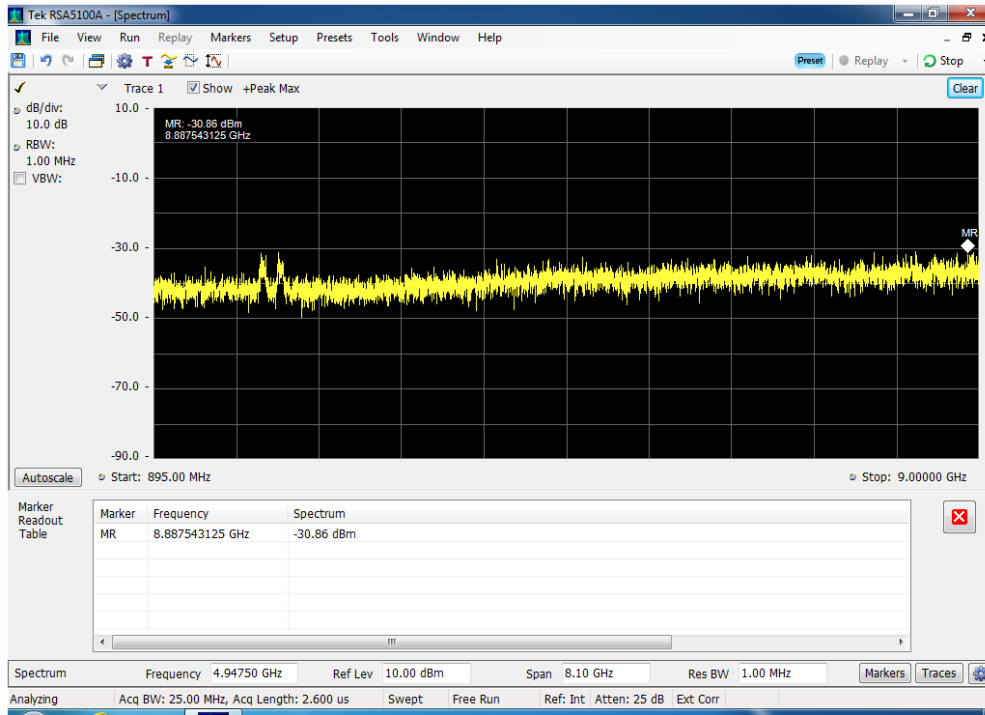 Tek RSA5100A - [Spectrum]
File View Run Replay Markers Setup Presets Tools Window Help
T Preset Replay Stop
Trace 1 Show +Peak Max Clear
dB/div:
10.0 dB
RBW:
1.00 MHz
VBW:
10.0
-10.0
-30.0
-50.0
-70.0
-90.0
MR: -30.86 dBm
8.887543125 GHz
MR
Autoscale Start: 895.00 MHz Stop: 9.00000 GHz
Marker
Readout
Table
Marker Frequency Spectrum
MR 8.887543125 GHz -30.86 dBm
Spectrum Frequency 4.94750 GHz Ref Lev 10.00 dBm Span 8.10 GHz Res BW 1.00 MHz Markers Traces
Analyzing Acq BW: 25.00 MHz, Acq Length: 2.600 us Swept Free Run Ref: Int Atten: 25 dB Ext Corr